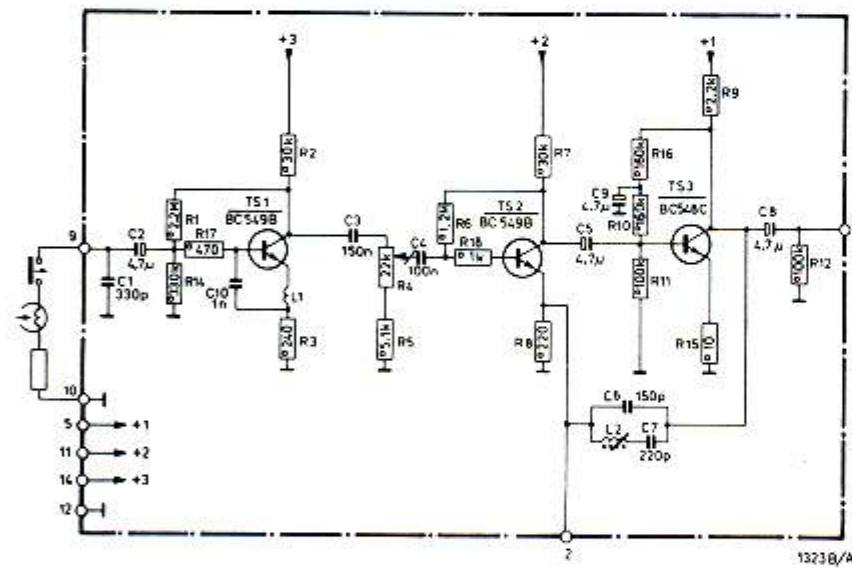 +3
+2
+1
2,2k
R9
30k
R2
30k
R7
160k
R16
2,2M
R1
TS1
BC549B
C3
150n
1,2M
R6
TS2
BC549B
C9
4,7µ
R10
160k
TS3
BC548C
C8
4,7µ
9
C2
4,7µ
R17
470
22k
R4
C4
100n
R18
1k
C5
4,7µ
100k
R11
100k
R12
C1
330p
130k
R14
C10
1n
L1
240
R3
5,1k
R5
R8
220
R15
10
10
C6
150p
L2
C7
220p
5
+1
11
+2
14
+3
12
2
1323B/A